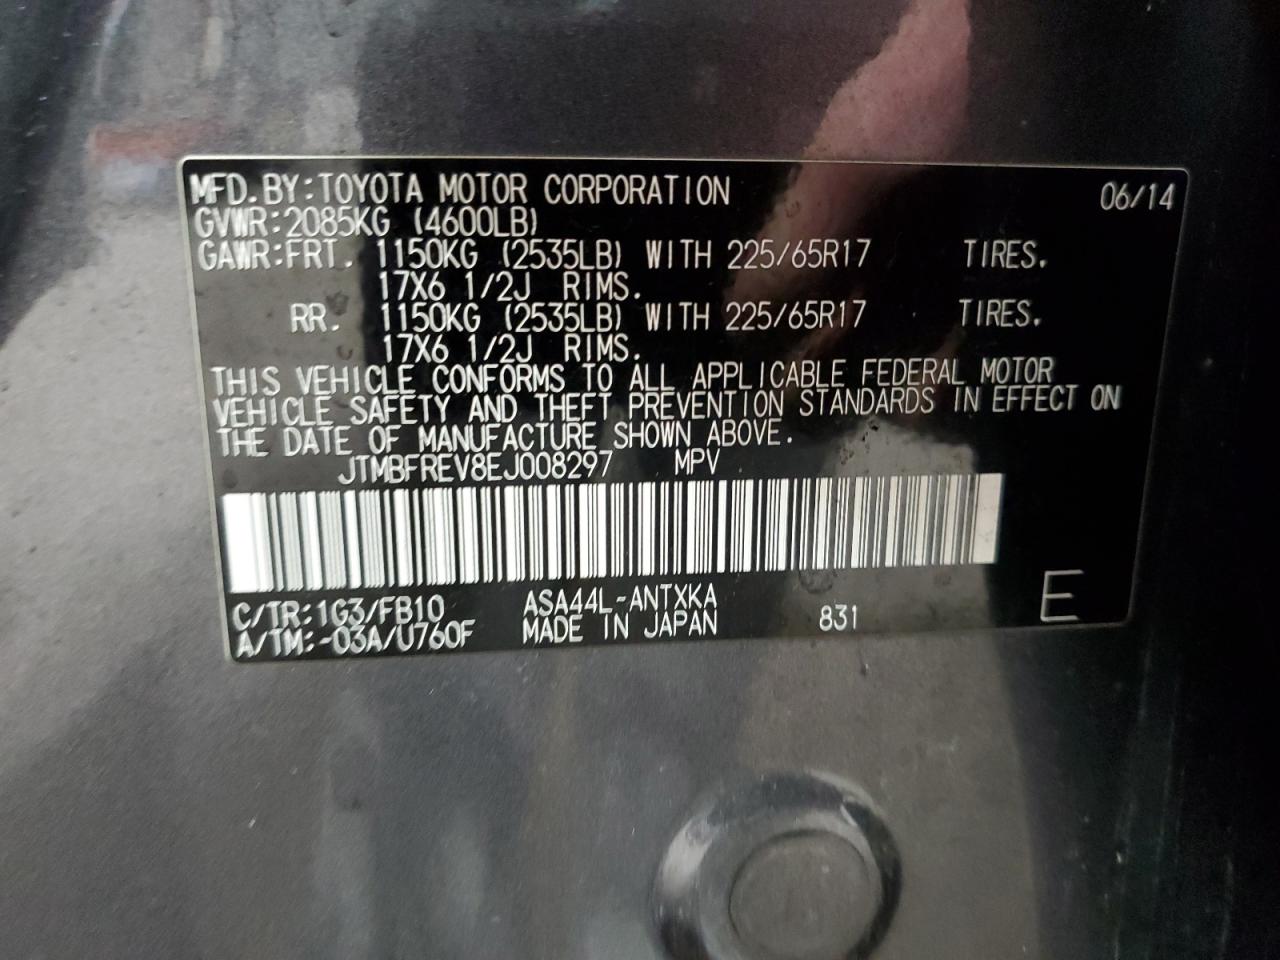 MFD. BY: TOYOTA MOTOR CORPORATION 06/14
GVWR: 2085KG (4600LB)
GAWR: FRT. 1150KG (2535LB) WITH 225/65R17 TIRES.
17X6 1/2J RIMS.
RR. 1150KG (2535LB) WITH 225/65R17 TIRES.
17X6 1/2J RIMS.
THIS VEHICLE CONFORMS TO ALL APPLICABLE FEDERAL MOTOR
VEHICLE SAFETY AND THEFT PREVENTION STANDARDS IN EFFECT ON
THE DATE OF MANUFACTURE SHOWN ABOVE.
JTMBFREV8EJ008297 MPV
C/TR: 1G3/FB10 ASA44L-ANTXKA
A/TM: -03A/U760F MADE IN JAPAN 831 E